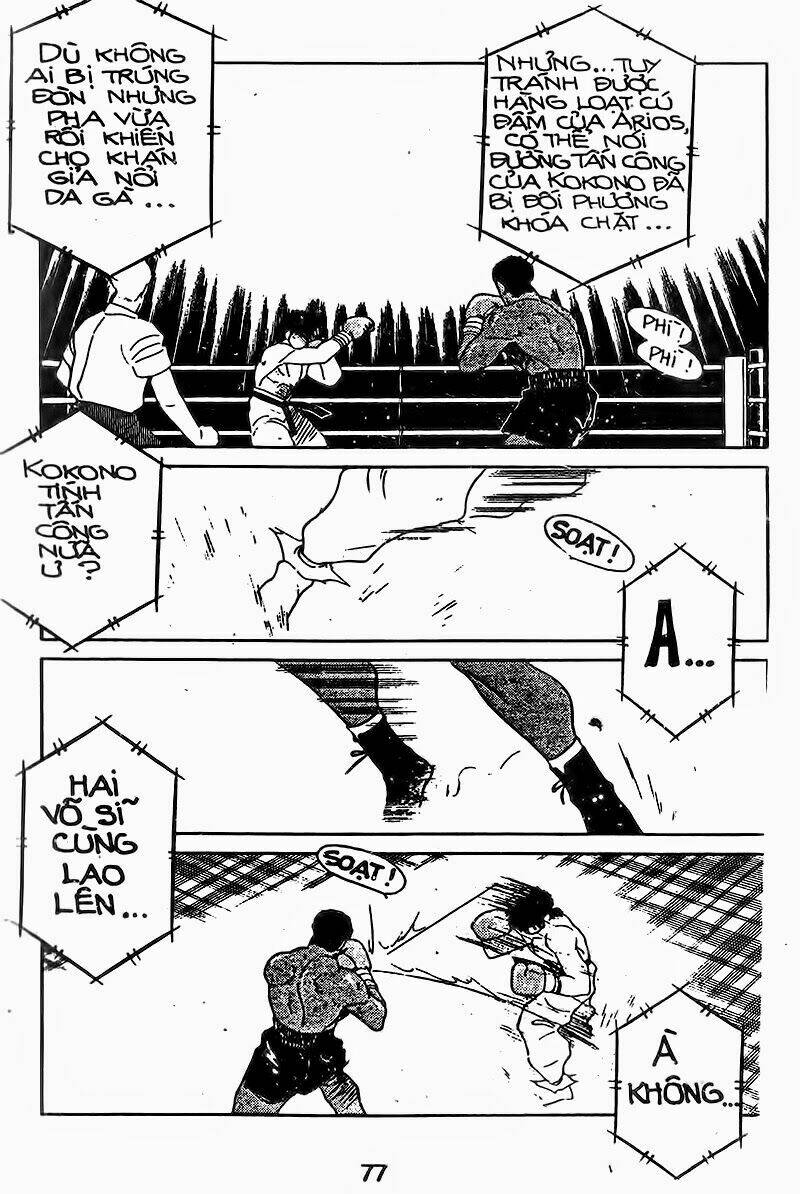 DÙ KHÔNG
AI BỊ TRÚNG
ĐÒN NHƯNG
PHA VỪA
RỒI KHIẾN
CHO KHÁN
GIẢ NỔI
DA GÀ...
NHƯNG... TUY
TRÁNH ĐƯỢC
HÀNG LOẠT CÚ
ĐẤM CỦA ARIOS,
CÓ THỂ NÓI
ĐƯỜNG TẤN CÔNG
CỦA KOKONO ĐÃ
BỊ ĐỐI PHƯƠNG
KHÓA CHẶT...
PHÌ!
PHÌ!
KOKONO
TÍNH
TẤN
CÔNG
NỮA
Ư?
SOẠT!
A...
HAI
VÕ SĨ
CÙNG
LAO
LÊN...
SOẠT!
À
KHÔNG...
77